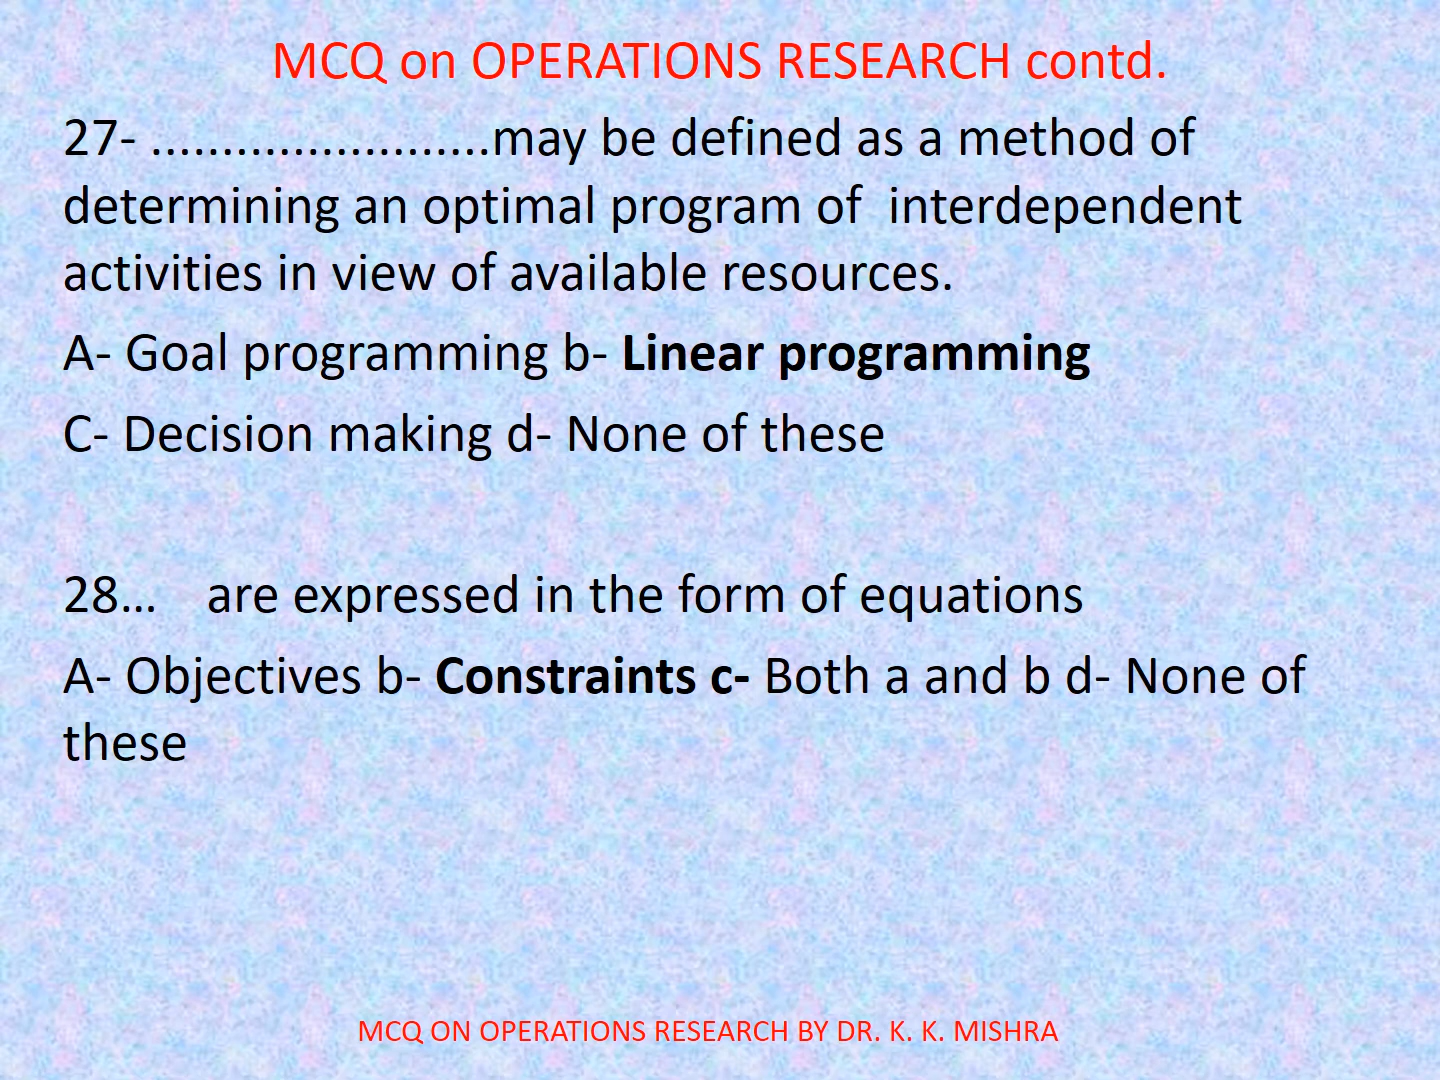 MCQ on OPERATIONS RESEARCH contd.
27- .......................may be defined as a method of
determining an optimal program of  interdependent
activities in view of available resources.
A- Goal programming b- Linear programming
C- Decision making d- None of these
28…    are expressed in the form of equations
A- Objectives b- Constraints c- Both a and b d- None of
these
MCQ ON OPERATIONS RESEARCH BY DR. K. K. MISHRA